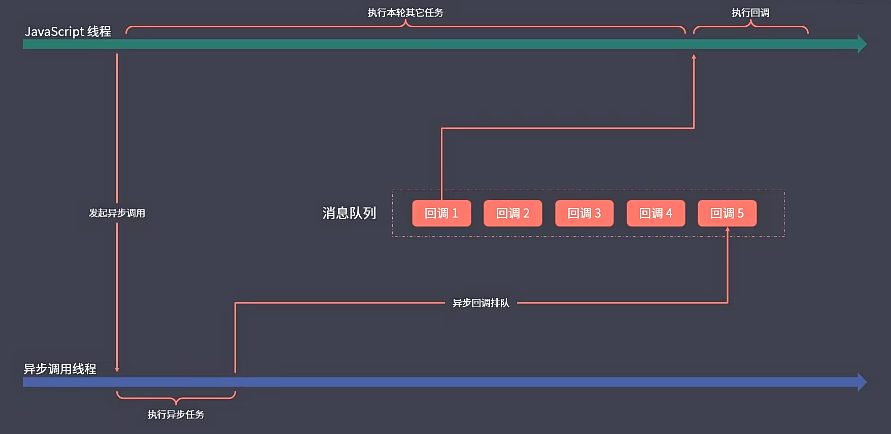 执行本轮其它任务
执行回调
JavaScript 线程
发起异步调用
消息队列
回调 1
回调 2
回调 3
回调 4
回调 5
异步回调排队
异步调用线程
执行异步任务